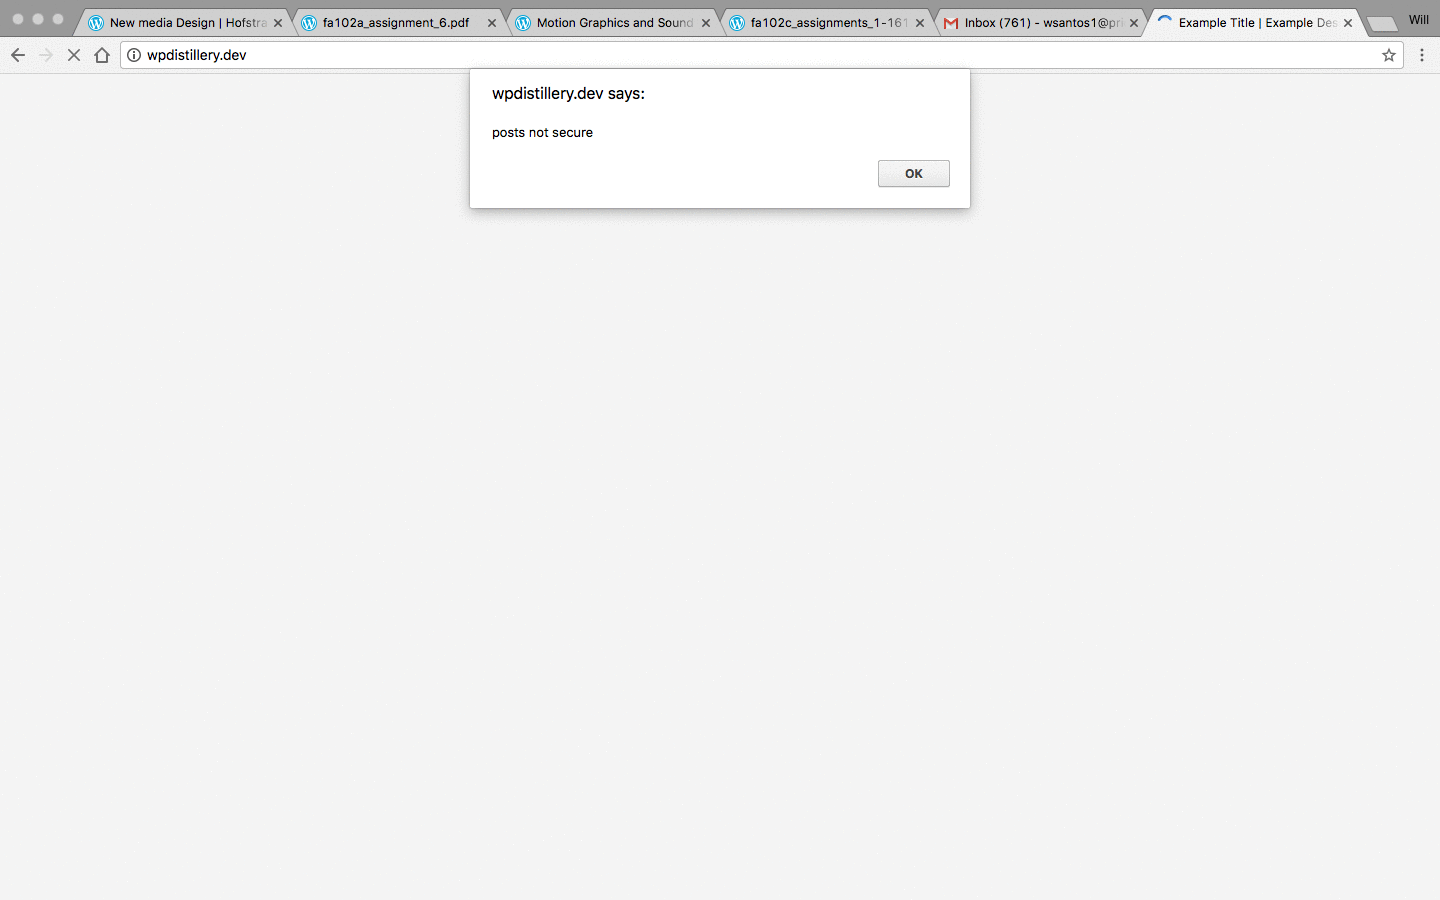 New media Design | Hofstra
fa102a_assignment_6.pdf
Motion Graphics and Sound
fa102c_assignments_1-161
Inbox (761) - wsantos1@pri
Example Title | Example Des
Will
wpdistillery.dev
wpdistillery.dev says:
posts not secure
OK